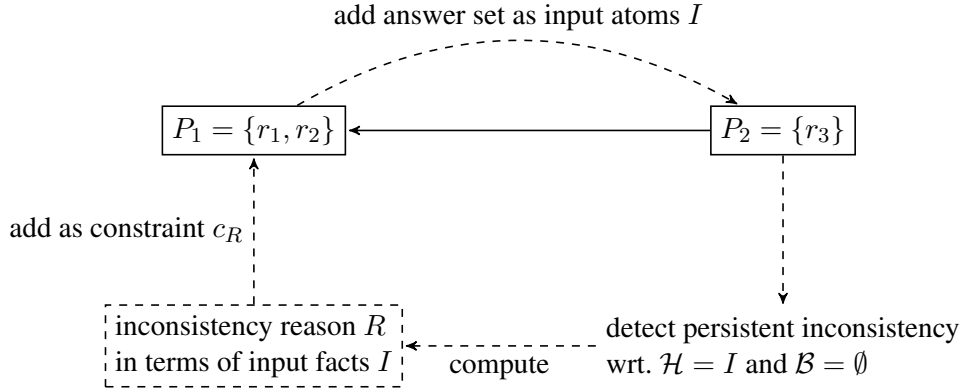 add answer set as input atoms I
P₁ = {r₁, r₂}
P₂ = {r₃}
add as constraint c_R
inconsistency reason R
in terms of input facts I
compute
detect persistent inconsistency
wrt. ℋ = I and ℬ = ∅